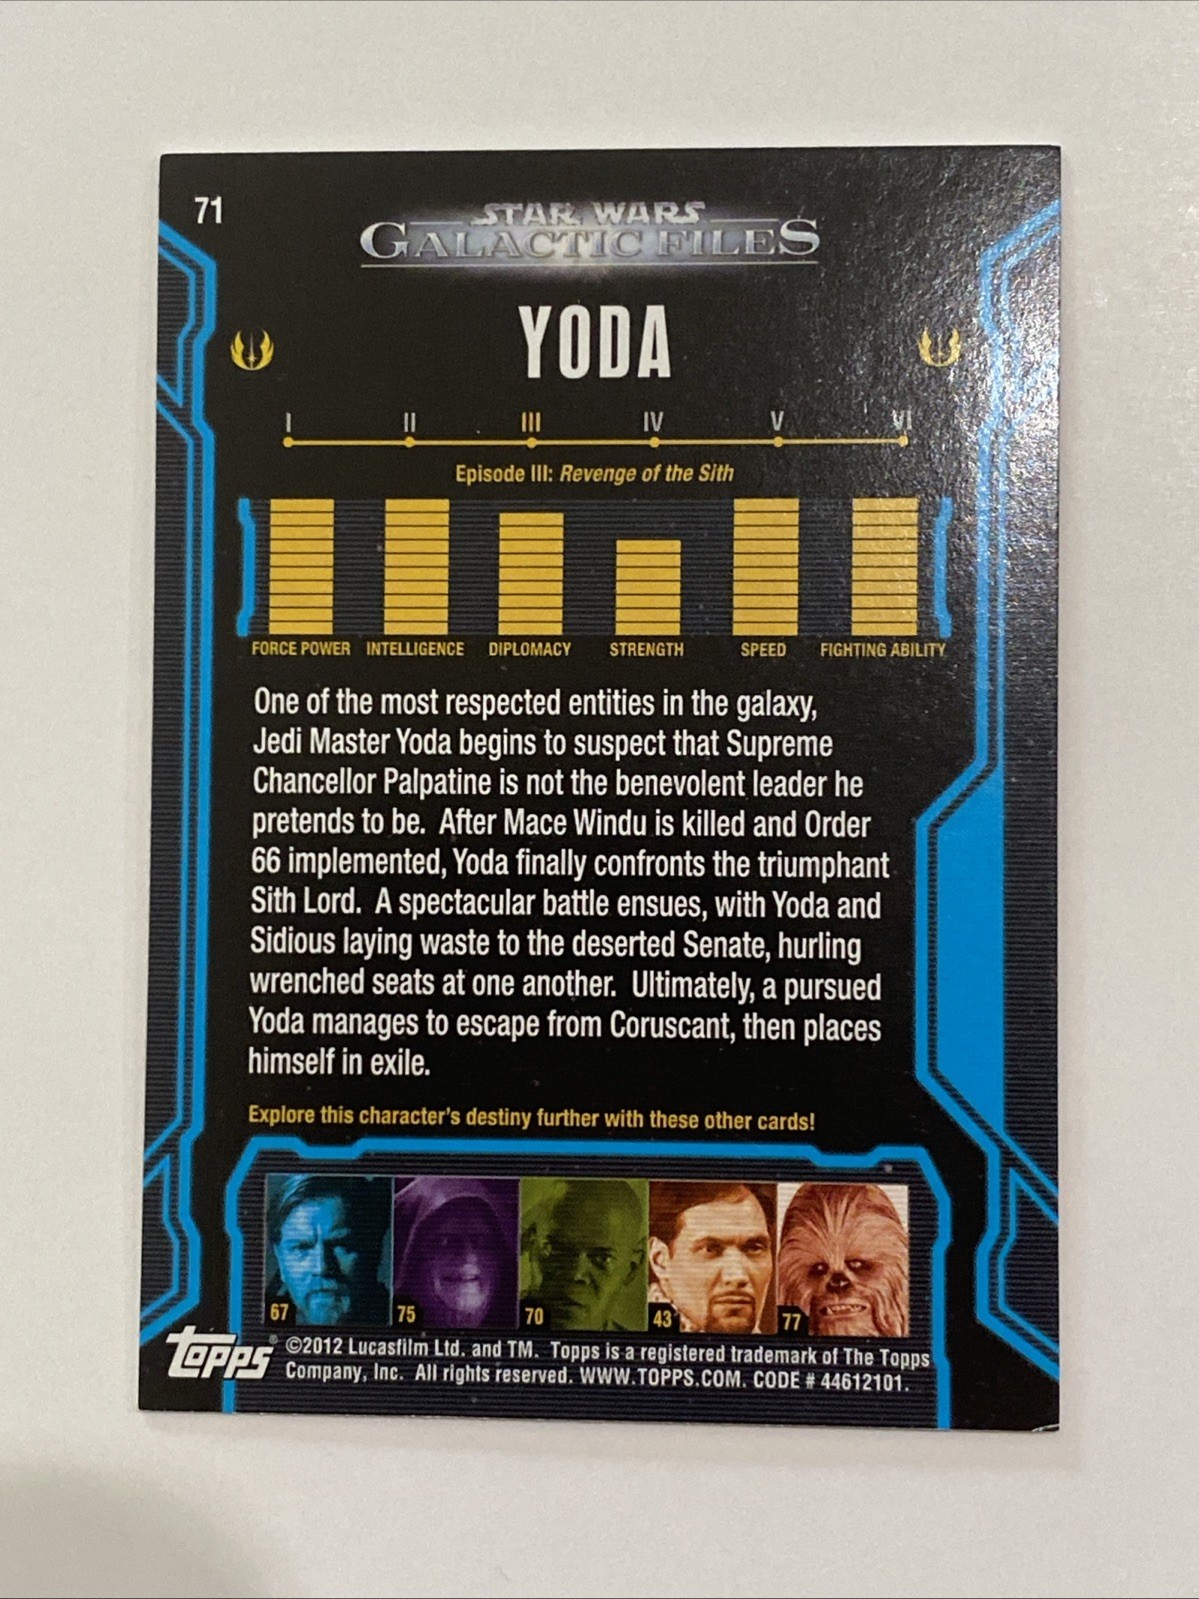 71
STAR WARS
GALACTIC FILES
YODA
I II III IV V VI
Episode III: Revenge of the Sith
FORCE POWER INTELLIGENCE DIPLOMACY STRENGTH SPEED FIGHTING ABILITY
One of the most respected entities in the galaxy,
Jedi Master Yoda begins to suspect that Supreme
Chancellor Palpatine is not the benevolent leader he
pretends to be.  After Mace Windu is killed and Order
66 implemented, Yoda finally confronts the triumphant
Sith Lord.  A spectacular battle ensues, with Yoda and
Sidious laying waste to the deserted Senate, hurling
wrenched seats at one another.  Ultimately, a pursued
Yoda manages to escape from Coruscant, then places
himself in exile.
Explore this character's destiny further with these other cards!
67 75 70 43 77
topps®
©2012 Lucasfilm Ltd. and TM.  Topps is a registered trademark of The Topps
Company, Inc.  All rights reserved. WWW.TOPPS.COM. CODE # 44612101.